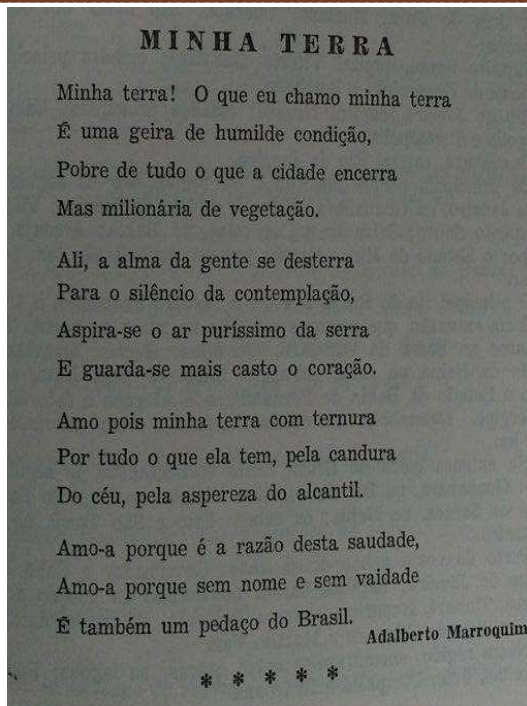 MINHA TERRA
Minha terra! O que eu chamo minha terra
É uma geira de humilde condição,
Pobre de tudo o que a cidade encerra
Mas milionária de vegetação.
Ali, a alma da gente se desterra
Para o silêncio da contemplação,
Aspira-se o ar puríssimo da serra
E guarda-se mais casto o coração.
Amo pois minha terra com ternura
Por tudo o que ela tem, pela candura
Do céu, pela aspereza do alcantil.
Amo-a porque é a razão desta saudade,
Amo-a porque sem nome e sem vaidade
É também um pedaço do Brasil.
Adalberto Marroquim
* * * * *